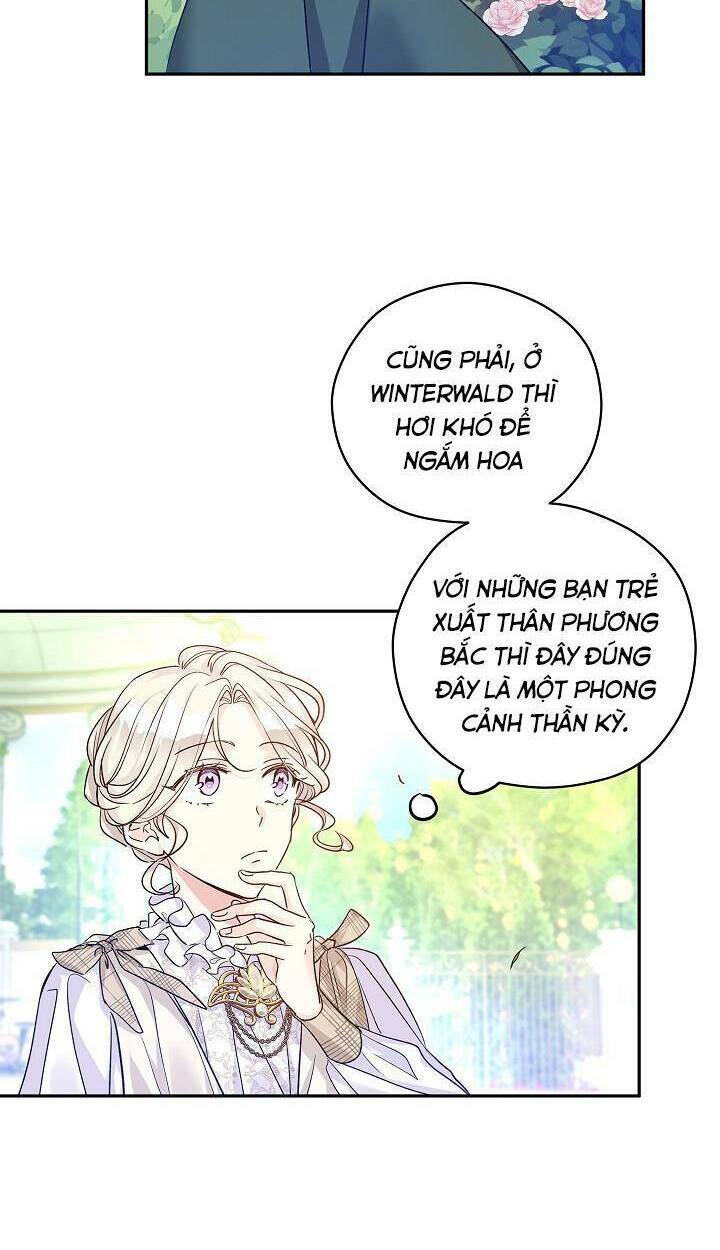 CŨNG PHẢI, Ở
WINTERWALD THÌ
HƠI KHÓ ĐỂ
NGẮM HOA
VỚI NHỮNG BẠN TRẺ
XUẤT THÂN PHƯƠNG
BẮC THÌ ĐÂY ĐÚNG
ĐÂY LÀ MỘT PHONG
CẢNH THẦN KỲ.